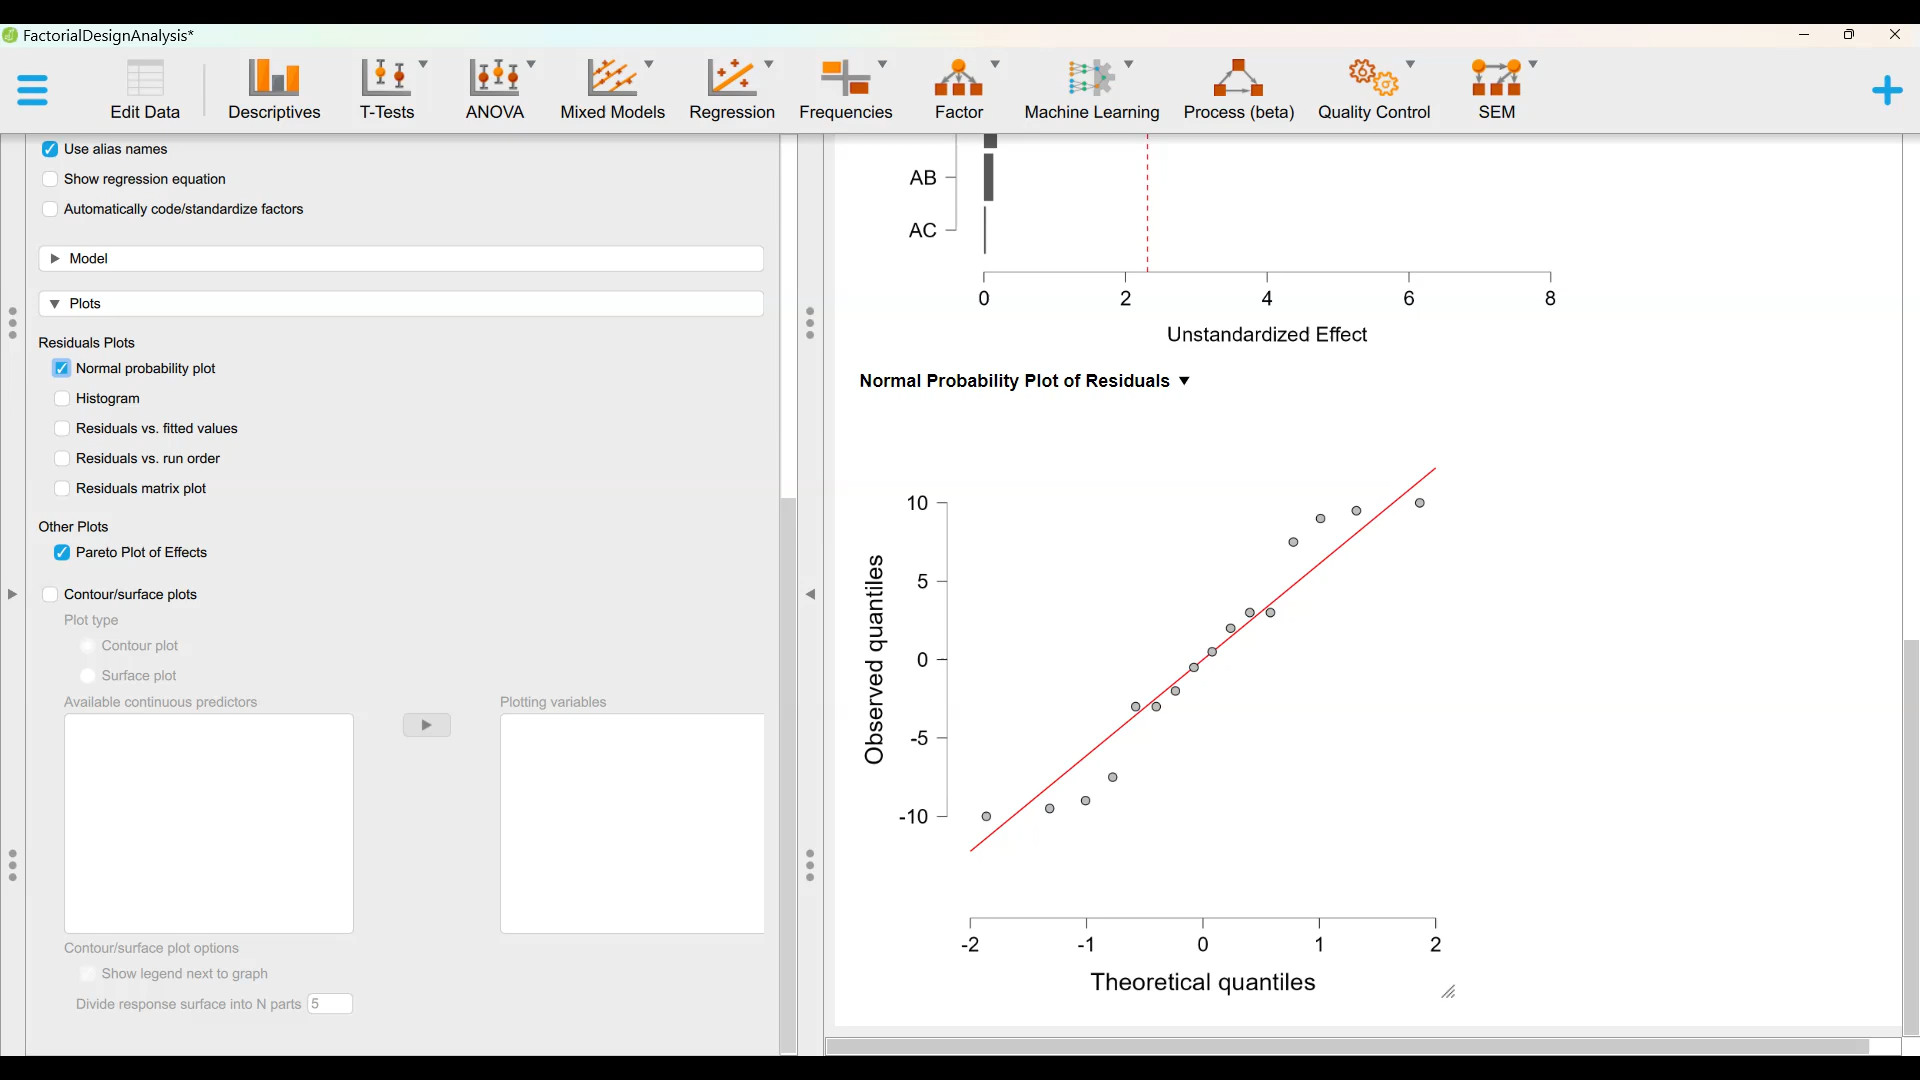 FactorialDesignAnalysis*
Edit Data
Descriptives
T-Tests
ANOVA
Mixed Models
Regression
Frequencies
Factor
Machine Learning
Process (beta)
Quality Control
SEM
Use alias names
Show regression equation
Automatically code/standardize factors
Model
Plots
Residuals Plots
Normal probability plot
Histogram
Residuals vs. fitted values
Residuals vs. run order
Residuals matrix plot
Other Plots
Pareto Plot of Effects
Contour/surface plots
Plot type
Contour plot
Surface plot
Available continuous predictors
Plotting variables
Contour/surface plot options
Show legend next to graph
Divide response surface into N parts 5
AB
AC
0 2 4 6 8
Unstandardized Effect
Normal Probability Plot of Residuals
10
5
0
-5
-10
Observed quantiles
-2 -1 0 1 2
Theoretical quantiles